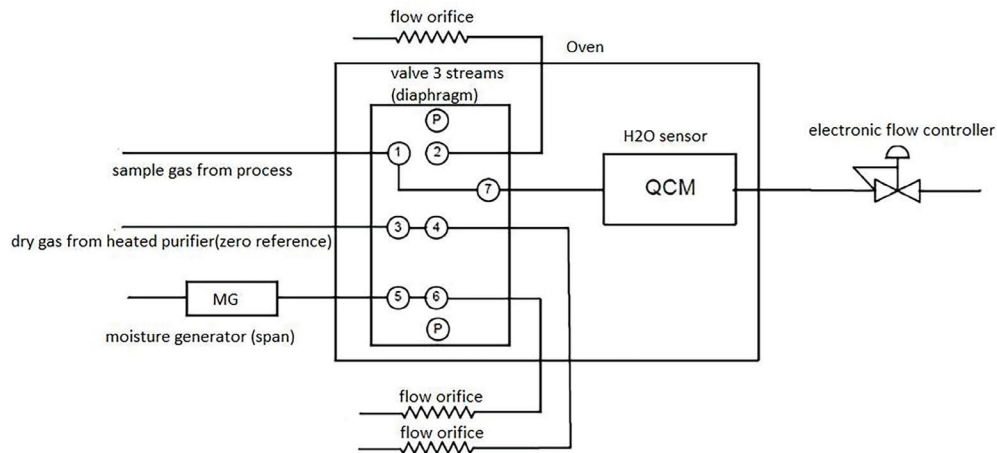 flow orifice
Oven
valve 3 streams
(diaphragm)
P
H2O sensor
electronic flow controller
1
2
sample gas from process
7
QCM
3
4
dry gas from heated purifier(zero reference)
MG
5
6
moisture generator (span)
P
flow orifice
flow orifice